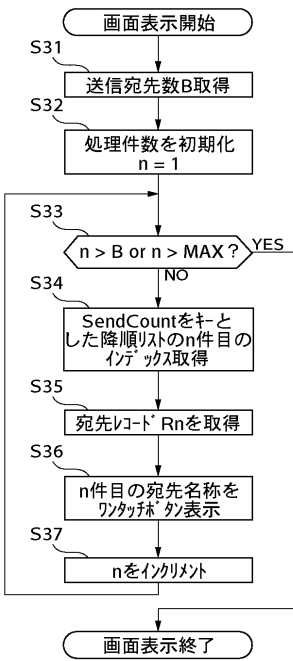 画面表示開始
S31
送信宛先数B取得
S32
処理件数を初期化
n = 1
S33
n > B or n > MAX？
YES
NO
S34
SendCountをｷｰと
した降順リストのn件目の
ｲﾝﾃﾞｯｸｽ取得
S35
宛先ﾚｺｰﾄﾞRnを取得
S36
n件目の宛先名称を
ﾜﾝﾀｯﾁﾎﾞﾀﾝ表示
S37
nをｲﾝｸﾘﾒﾝﾄ
画面表示終了